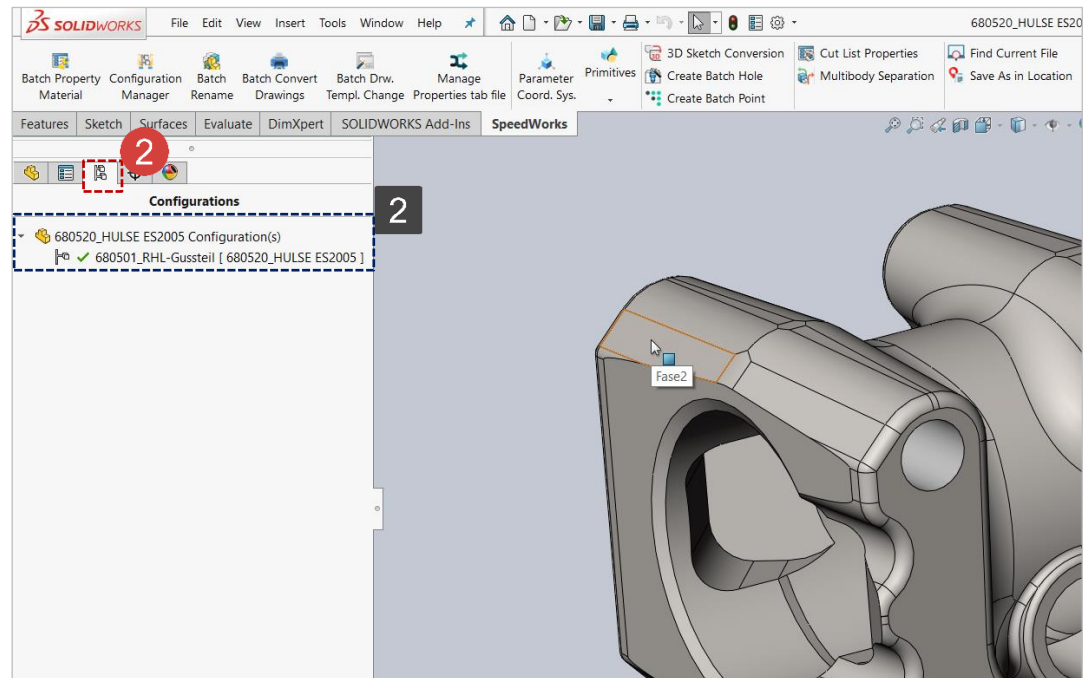 SOLIDWORKS File Edit View Insert Tools Window Help 680520_HULSE ES20
Batch Property Material Configuration Manager Batch Rename Batch Convert Drawings Batch Drw. Templ. Change Manage Properties tab file Parameter Coord. Sys. Primitives
3D Sketch Conversion Cut List Properties Find Current File
Create Batch Hole Multibody Separation Save As in Location
Create Batch Point
Features Sketch Surfaces Evaluate DimXpert SOLIDWORKS Add-Ins SpeedWorks
2
Configurations
2
680520_HULSE ES2005 Configuration(s)
680501_RHL-Gussteil [ 680520_HULSE ES2005 ]
Fase2